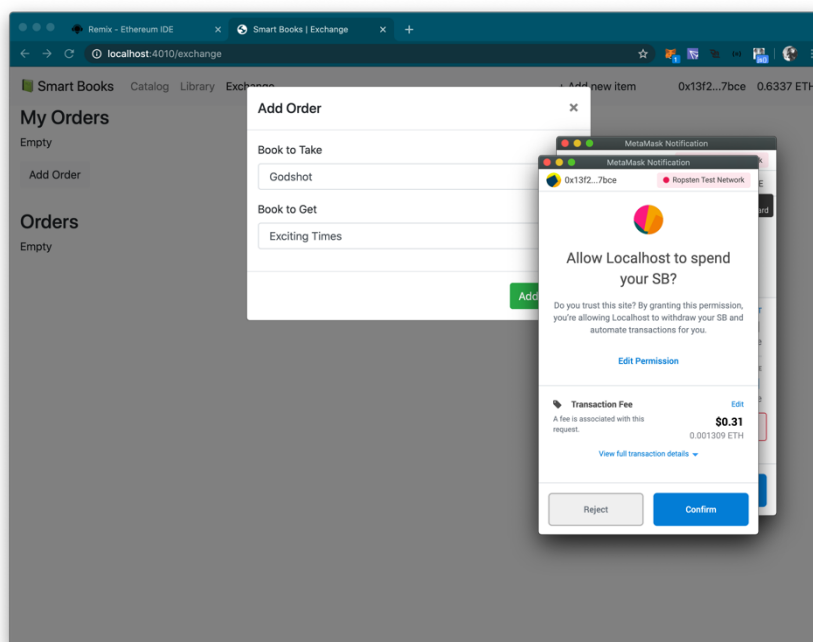 Remix - Ethereum IDE
Smart Books | Exchange
localhost:4010/exchange
Smart Books Catalog Library Exchange + Add new item 0x13f2...7bce 0.6337 ETH
My Orders
Empty
Add Order
Orders
Empty
Add Order
Book to Take
Godshot
Book to Get
Exciting Times
Add
MetaMask Notification
MetaMask Notification
0x13f2...7bce
Ropsten Test Network
Allow Localhost to spend
your SB?
Do you trust this site? By granting this permission,
you're allowing Localhost to withdraw your SB and
automate transactions for you.
Edit Permission
Transaction Fee
Edit
A fee is associated with this
request.
$0.31
0.001309 ETH
View full transaction details
Reject
Confirm